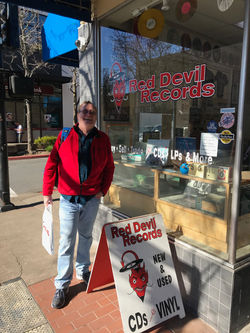 Red Devil
Records
CDs, LPs & More
Red Devil
Records
NEW
&
USED
CDs
VINYL